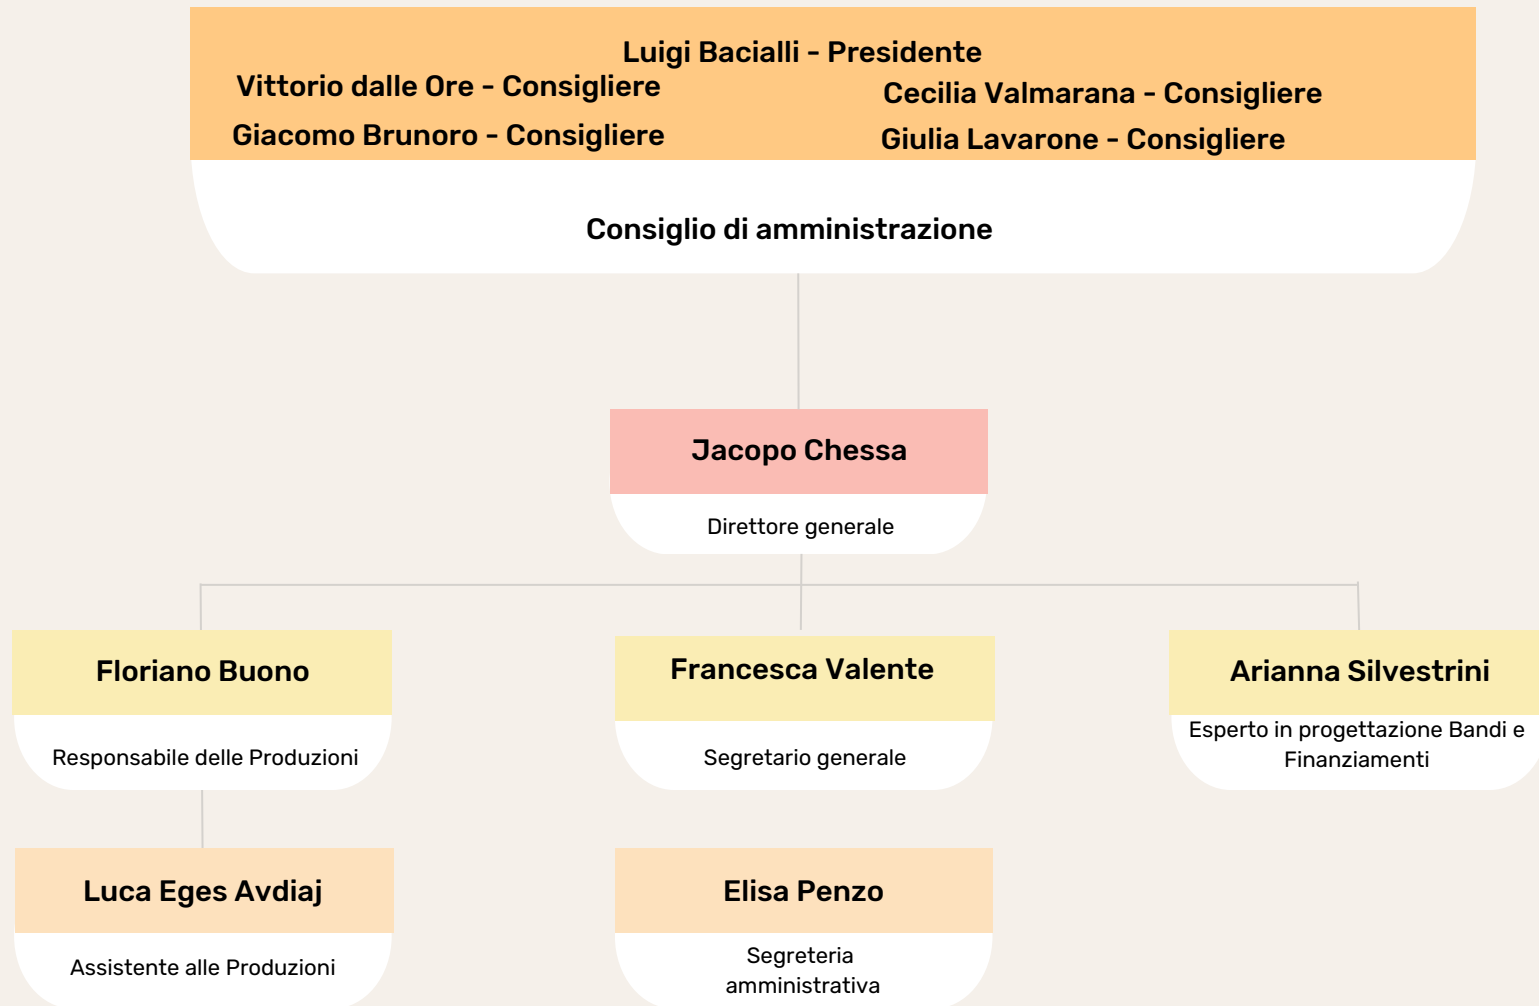 Luigi Bacialli - Presidente
Vittorio dalle Ore - Consigliere
Cecilia Valmarana - Consigliere
Giacomo Brunoro - Consigliere
Giulia Lavarone - Consigliere
Consiglio di amministrazione
Jacopo Chessa
Direttore generale
Floriano Buono
Responsabile delle Produzioni
Francesca Valente
Segretario generale
Arianna Silvestrini
Esperto in progettazione Bandi e
Finanziamenti
Luca Eges Avdiaj
Assistente alle Produzioni
Elisa Penzo
Segreteria
amministrativa